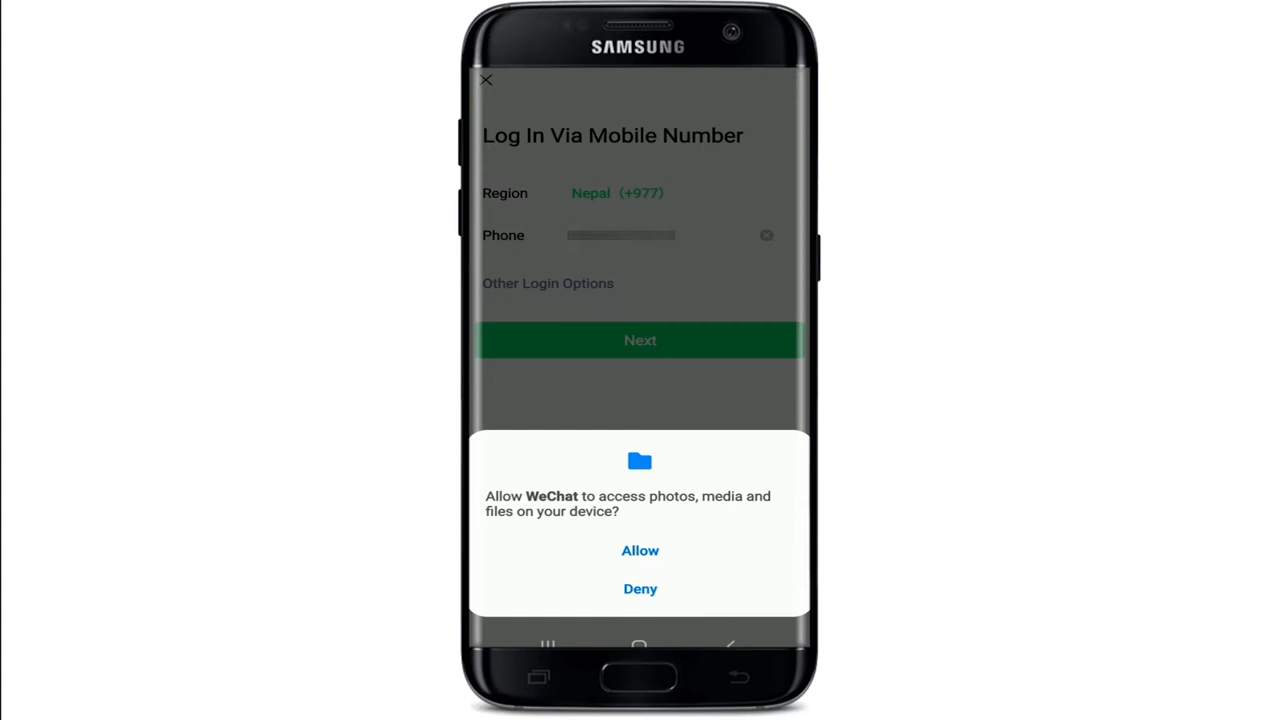 SAMSUNG
Log In Via Mobile Number
Region Nepal (+977)
Phone
Other Login Options
Next
Allow WeChat to access photos, media and
files on your device?
Allow
Deny